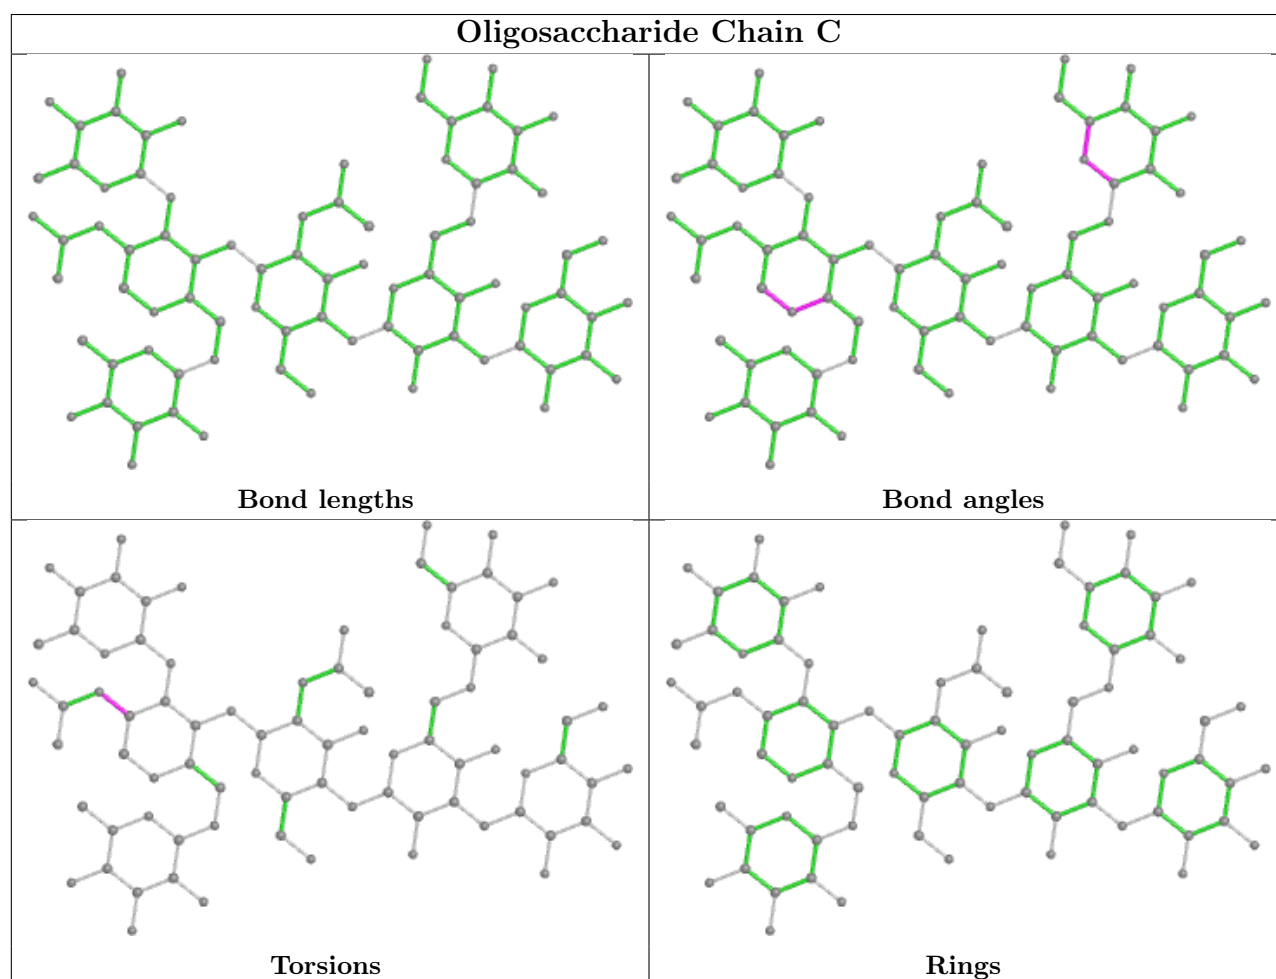 Oligosaccharide Chain C
Bond lengths
Bond angles
Torsions
Rings